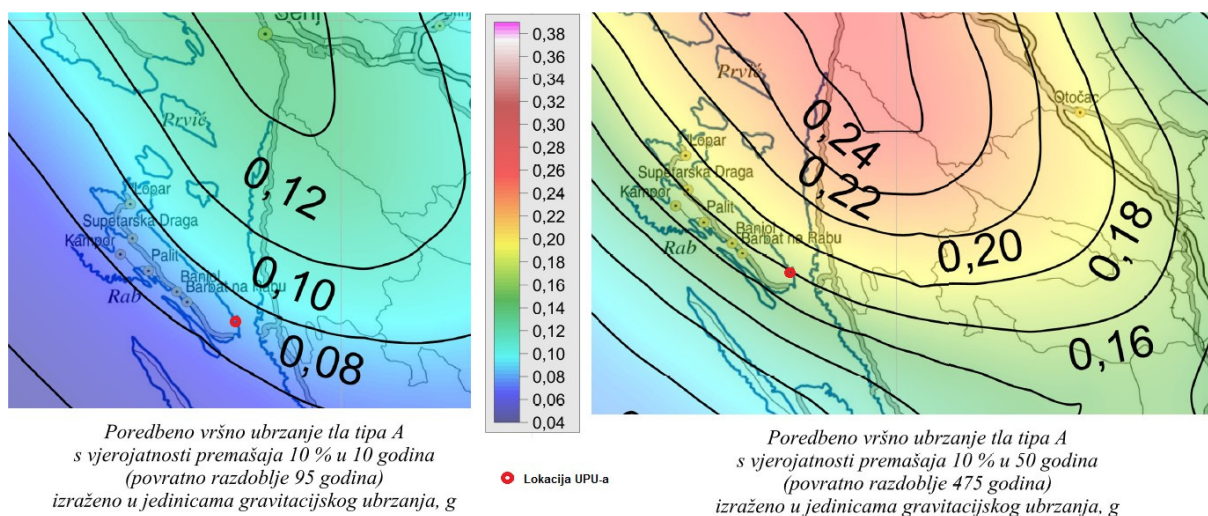 Senj
Prvić
0,12
Lopar
Supetarska Draga
Kampor
Palit
Banjol
Barbat na Rabu
Rab
0,10
0,08
Poredbeno vršno ubrzanje tla tipa A
s vjerojatnosti premašaja 10 % u 10 godina
(povratno razdoblje 95 godina)
izraženo u jedinicama gravitacijskog ubrzanja, g
0,38
0,36
0,34
0,32
0,30
0,28
0,26
0,24
0,22
0,20
0,18
0,16
0,14
0,12
0,10
0,08
0,06
0,04
Lokacija UPU-a
Prvić
Otočac
0,24
Lopar
0,22
Supetarska Draga
Kampor
Palit
Banjol
Barbat na Rabu
Rab
0,20
0,18
0,16
Poredbeno vršno ubrzanje tla tipa A
s vjerojatnosti premašaja 10 % u 50 godina
(povratno razdoblje 475 godina)
izraženo u jedinicama gravitacijskog ubrzanja, g